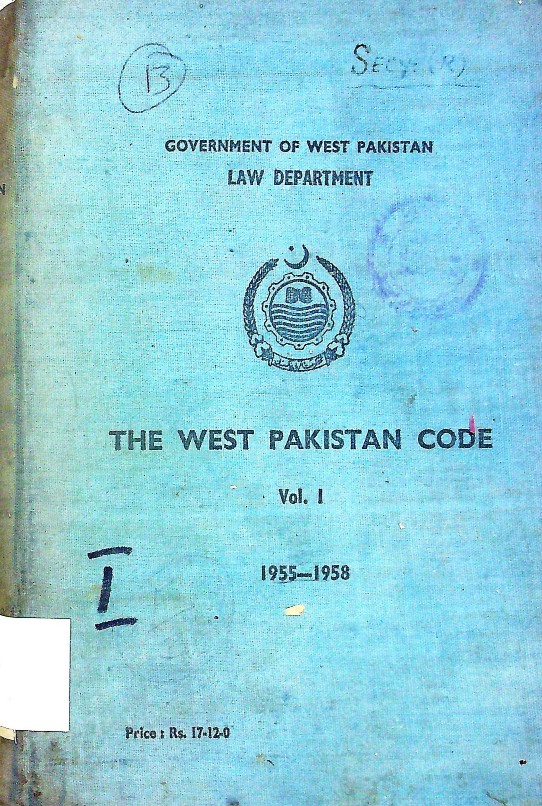 13
GOVERNMENT OF WEST PAKISTAN
LAW DEPARTMENT
THE WEST PAKISTAN CODE
Vol. I
1955—1958
I
Price : Rs. 17-12-0